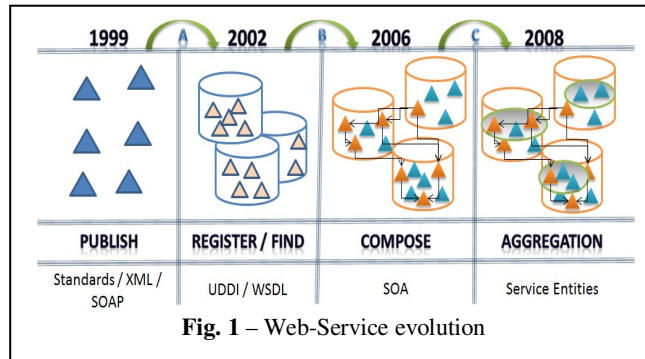 1999 A 2002 B 2006 C 2008
PUBLISH REGISTER / FIND COMPOSE AGGREGATION
Standards / XML /
SOAP
UDDI / WSDL SOA Service Entities
Fig. 1 – Web-Service evolution